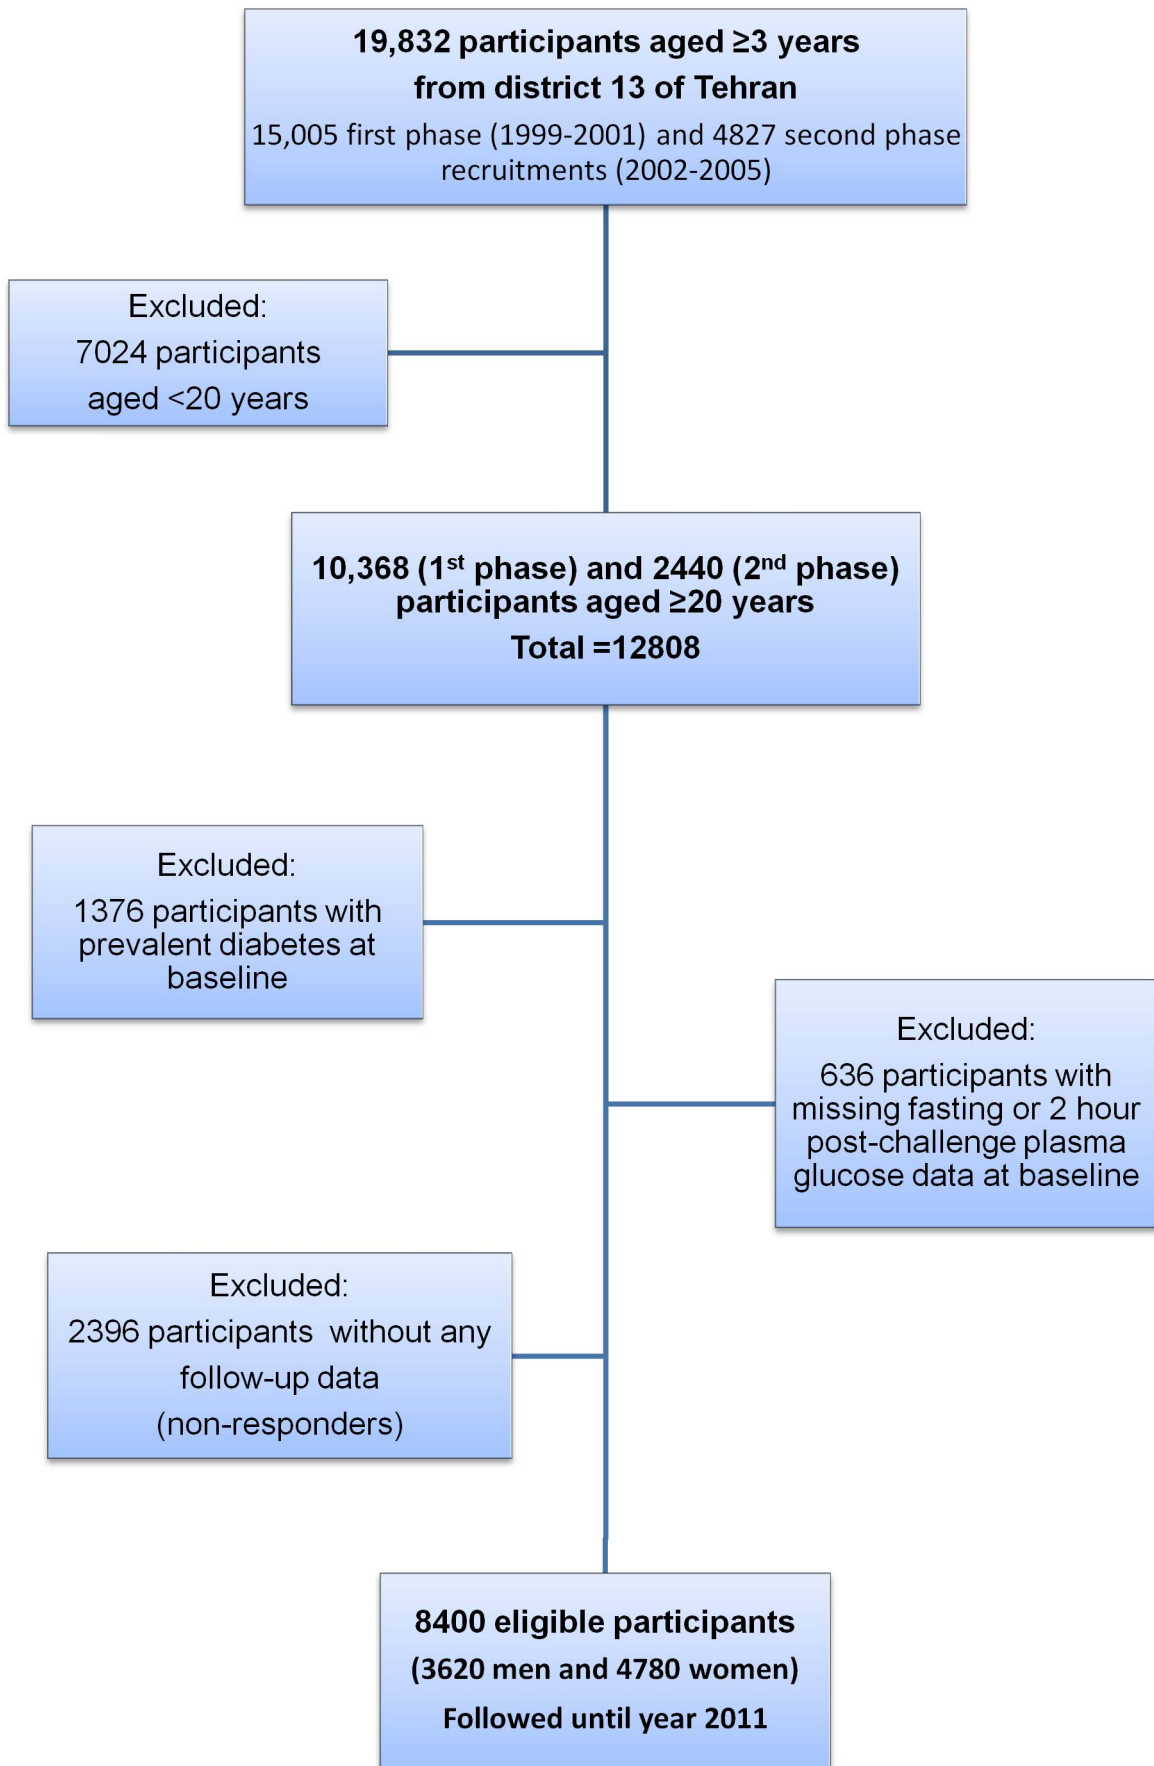 19,832 participants aged ≥3 years
from district 13 of Tehran
15,005 first phase (1999-2001) and 4827 second phase
recruitments (2002-2005)
Excluded:
7024 participants
aged <20 years
10,368 (1st phase) and 2440 (2nd phase)
participants aged ≥20 years
Total =12808
Excluded:
1376 participants with
prevalent diabetes at
baseline
Excluded:
636 participants with
missing fasting or 2 hour
post-challenge plasma
glucose data at baseline
Excluded:
2396 participants  without any
follow-up data
(non-responders)
8400 eligible participants
(3620 men and 4780 women)
Followed until year 2011